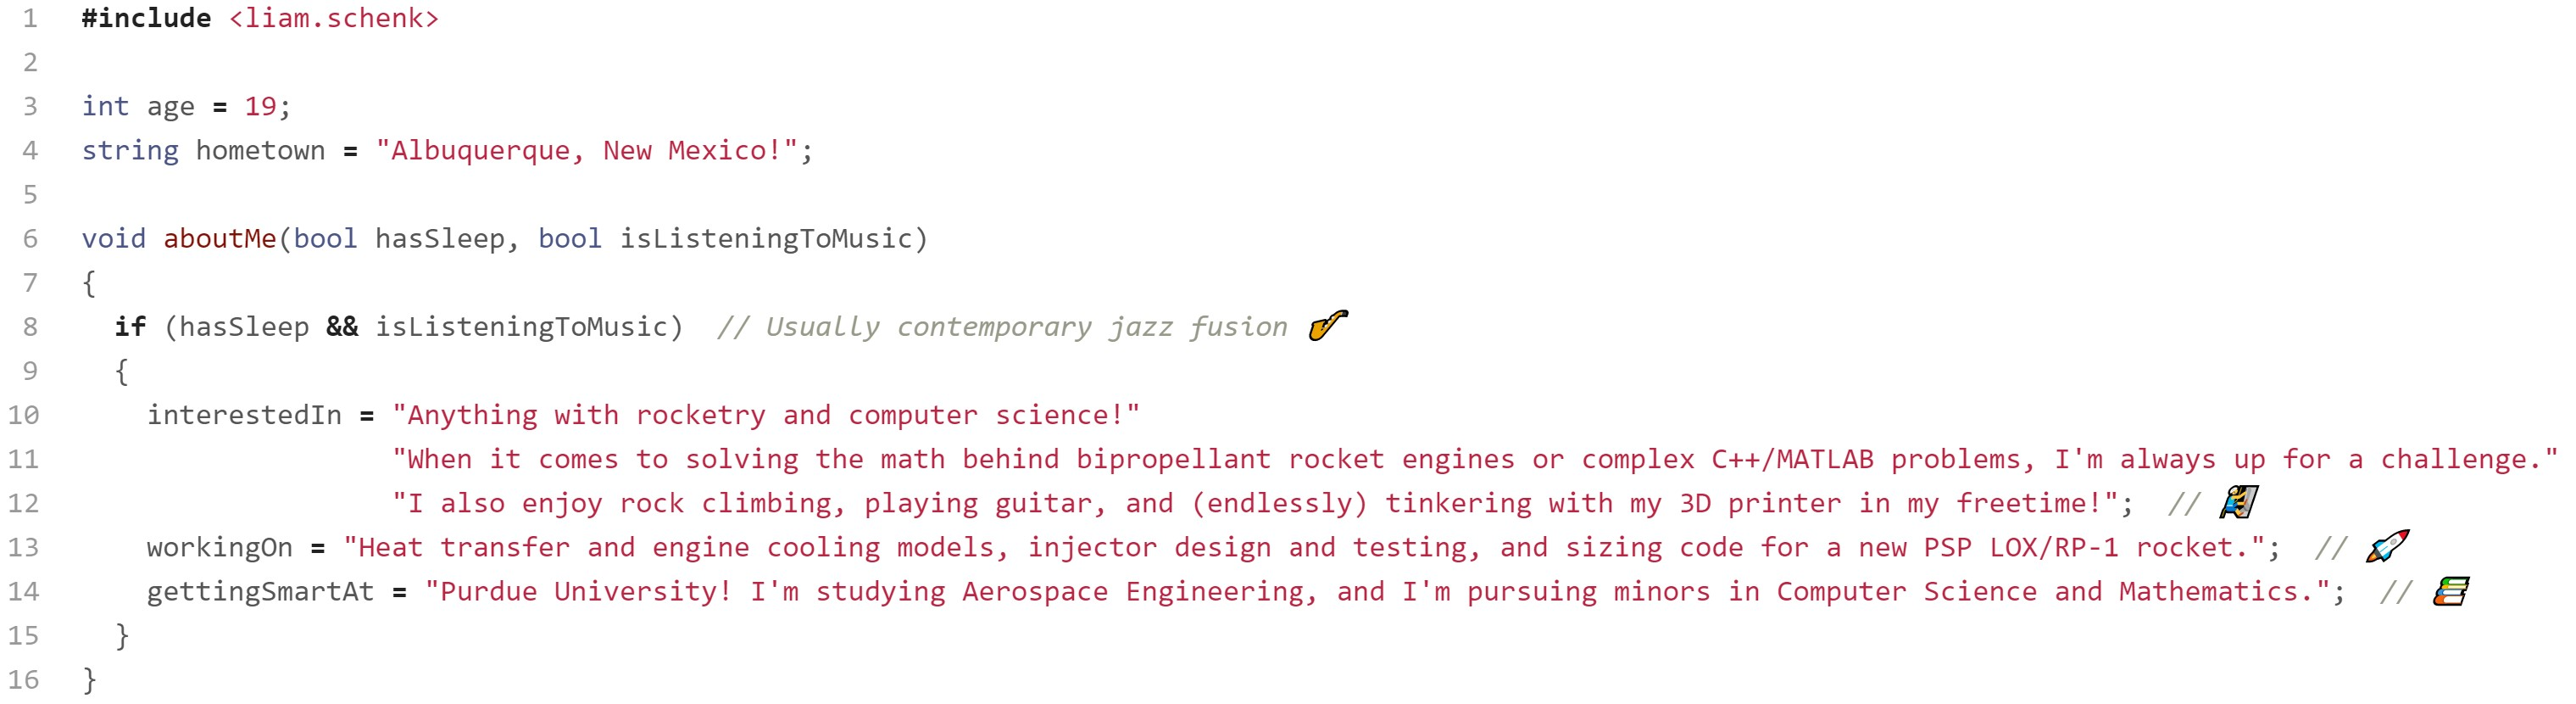 1 #include <liam.schenk>
2
3 int age = 19;
4 string hometown = "Albuquerque, New Mexico!";
5
6 void aboutMe(bool hasSleep, bool isListeningToMusic)
7 {
8 if (hasSleep && isListeningToMusic) // Usually contemporary jazz fusion 🎷
9 {
10 interestedIn = "Anything with rocketry and computer science!"
11 "When it comes to solving the math behind bipropellant rocket engines or complex C++/MATLAB problems, I'm always up for a challenge."
12 "I also enjoy rock climbing, playing guitar, and (endlessly) tinkering with my 3D printer in my freetime!"; // 🧗
13 workingOn = "Heat transfer and engine cooling models, injector design and testing, and sizing code for a new PSP LOX/RP-1 rocket."; // 🚀
14 gettingSmartAt = "Purdue University! I'm studying Aerospace Engineering, and I'm pursuing minors in Computer Science and Mathematics."; // 📚
15 }
16 }